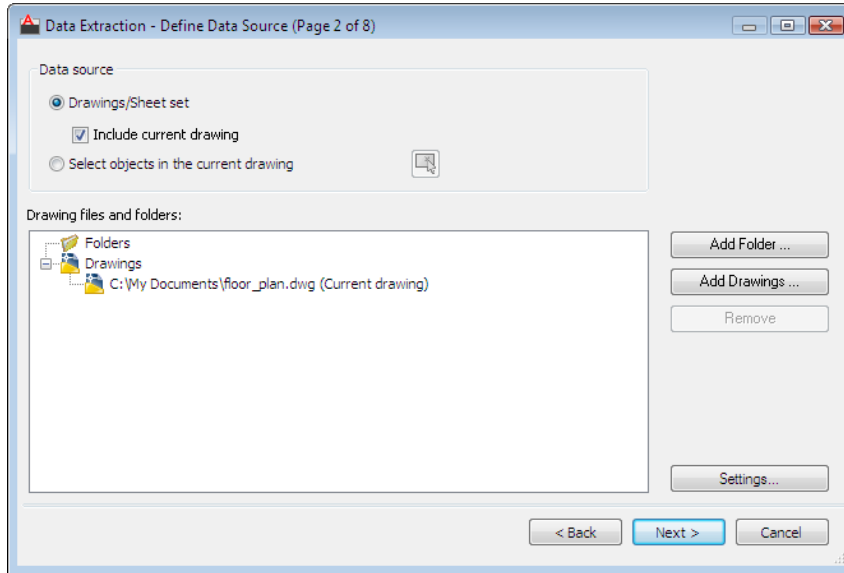 Data Extraction - Define Data Source (Page 2 of 8)
Data source
Drawings/Sheet set
Include current drawing
Select objects in the current drawing
Drawing files and folders:
Folders
Drawings
C:\My Documents\floor_plan.dwg (Current drawing)
Add Folder ...
Add Drawings ...
Remove
Settings...
< Back
Next >
Cancel